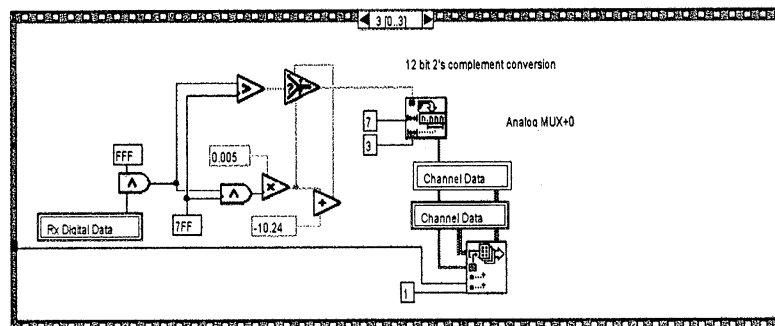 3 [0..3]
12 bit 2's complement conversion
7
Analog MUX+0
3
FFF
0.005
Channel Data
Channel Data
Rx Digital Data
7FF
-10.24
1